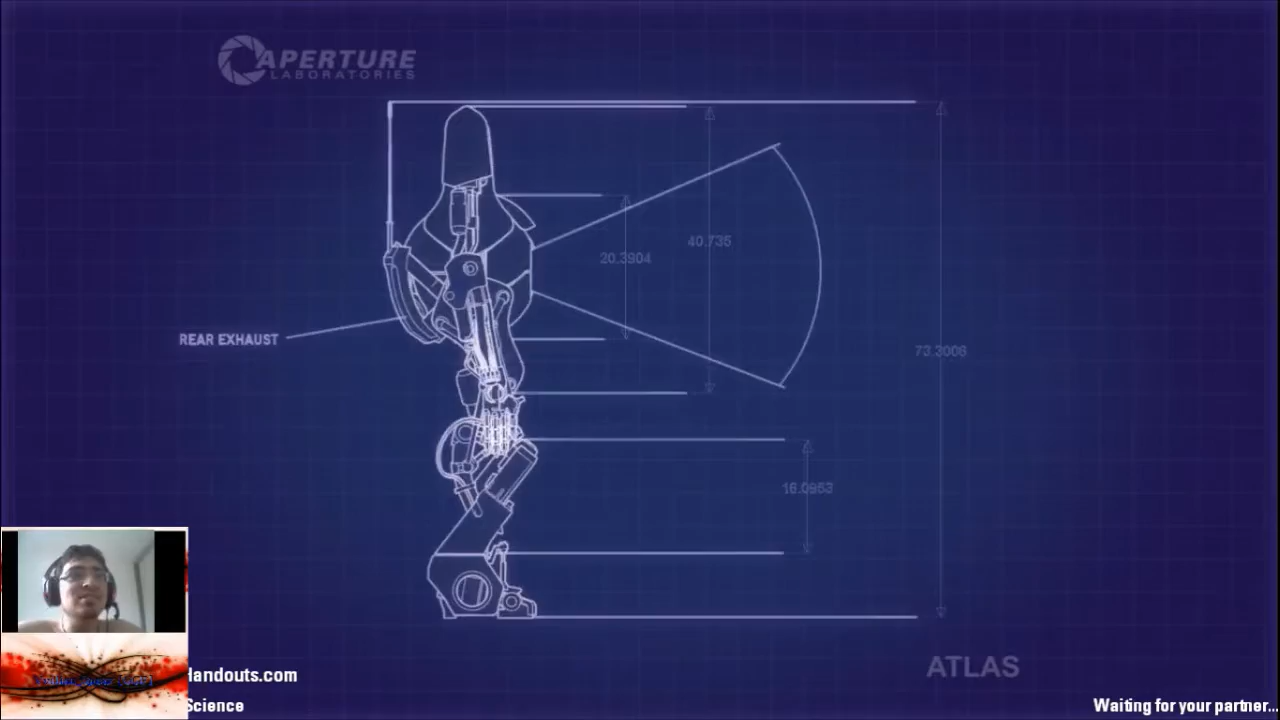 APERTURE
LABORATORIES
40.735
20.3904
REAR EXHAUST
73.3008
16.0953
ATLAS
Handouts.com
Science
Waiting for your partner...